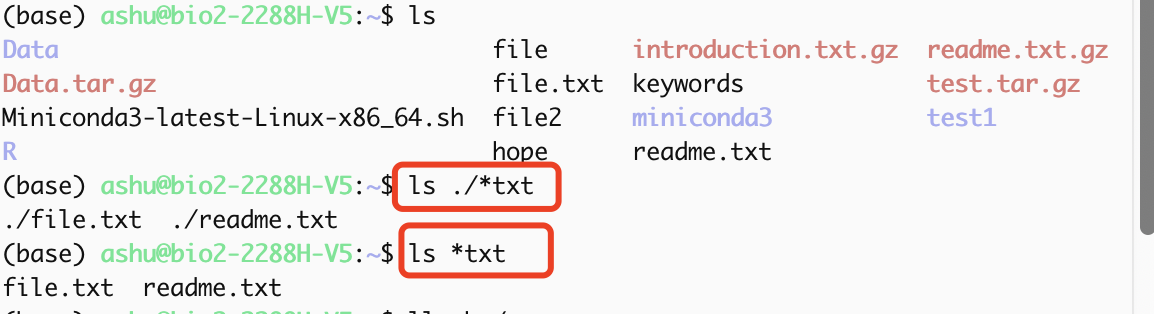 (base) ashu@bio2-2288H-V5:~$ ls
Data file introduction.txt.gz readme.txt.gz
Data.tar.gz file.txt keywords test.tar.gz
Miniconda3-latest-Linux-x86_64.sh file2 miniconda3 test1
R hope readme.txt
(base) ashu@bio2-2288H-V5:~$ ls ./*txt
./file.txt ./readme.txt
(base) ashu@bio2-2288H-V5:~$ ls *txt
file.txt readme.txt